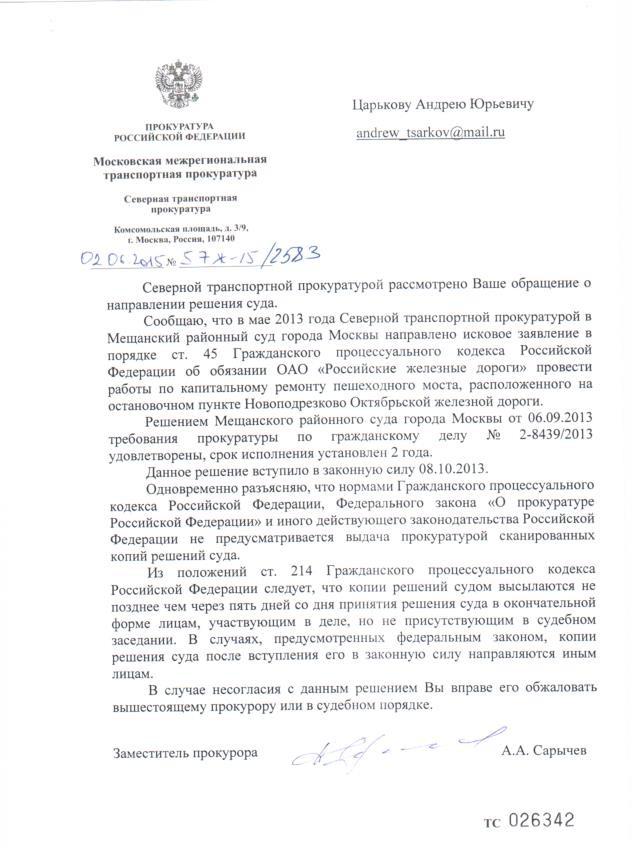 ПРОКУРАТУРА
РОССИЙСКОЙ ФЕДЕРАЦИИ
Московская межрегиональная
транспортная прокуратура
Северная транспортная
прокуратура
Комсомольская площадь, д. 3/9,
г. Москва, Россия, 107140
02.06.2015 № 57ж-15/2583
Царькову Андрею Юрьевичу
andrew_tsarkov@mail.ru
Северной транспортной прокуратурой рассмотрено Ваше обращение о
направлении решения суда.
Сообщаю, что в мае 2013 года Северной транспортной прокуратурой в
Мещанский районный суд города Москвы направлено исковое заявление в
порядке ст. 45 Гражданского процессуального кодекса Российской
Федерации об обязании ОАО «Российские железные дороги» провести
работы по капитальному ремонту пешеходного моста, расположенного на
остановочном пункте Новоподрезково Октябрьской железной дороги.
Решением Мещанского районного суда города Москвы от 06.09.2013
требования прокуратуры по гражданскому делу № 2-8439/2013
удовлетворены, срок исполнения установлен 2 года.
Данное решение вступило в законную силу 08.10.2013.
Одновременно разъясняю, что нормами Гражданского процессуального
кодекса Российской Федерации, Федерального закона «О прокуратуре
Российской Федерации» и иного действующего законодательства Российской
Федерации не предусматривается выдача прокуратурой сканированных
копий решений суда.
Из положений ст. 214 Гражданского процессуального кодекса
Российской Федерации следует, что копии решений судом высылаются не
позднее чем через пять дней со дня принятия решения суда в окончательной
форме лицам, участвующим в деле, но не присутствующим в судебном
заседании. В случаях, предусмотренных федеральным законом, копии
решения суда после вступления его в законную силу направляются иным
лицам.
В случае несогласия с данным решением Вы вправе его обжаловать
вышестоящему прокурору или в судебном порядке.
Заместитель прокурора А.А. Сарычев
ТС 026342